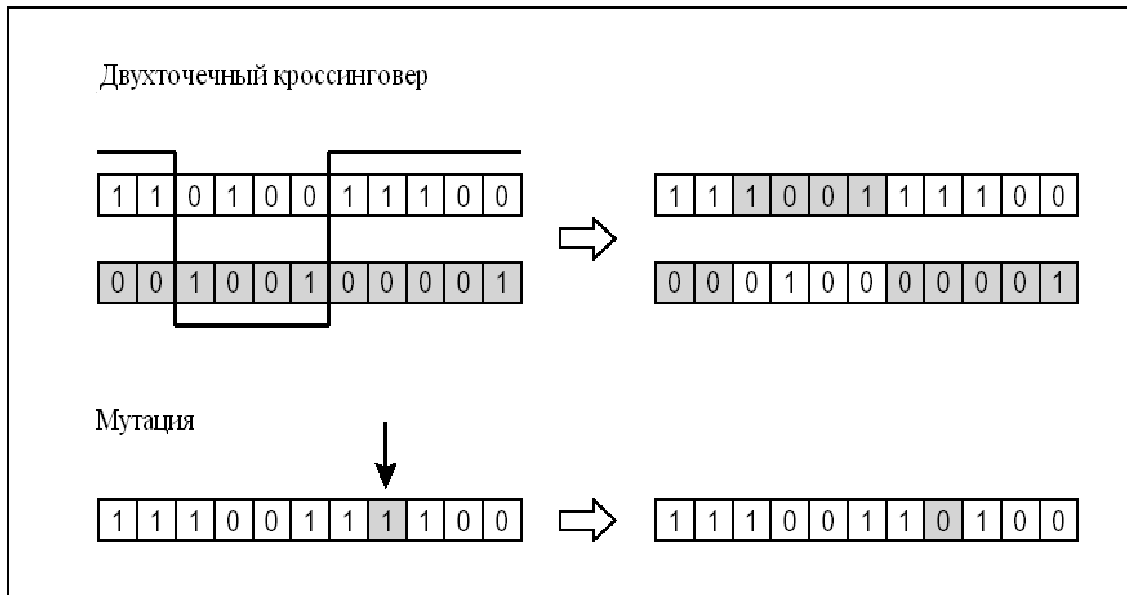 Двухточечный кроссинговер
1 1 0 1 0 0 1 1 1 0 0
1 1 1 0 0 1 1 1 1 0 0
0 0 1 0 0 1 0 0 0 0 1
0 0 0 1 0 0 0 0 0 0 1
Мутация
1 1 1 0 0 1 1 1 1 0 0
1 1 1 0 0 1 1 0 1 0 0